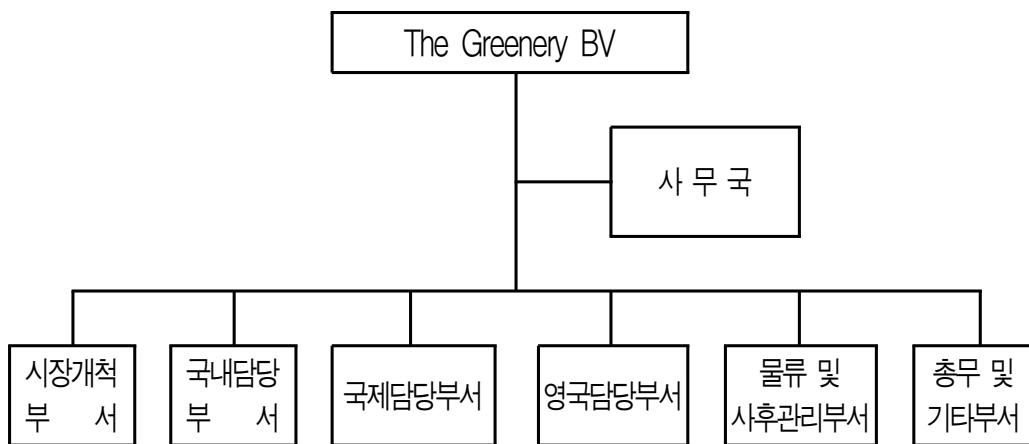 The Greenery BV
사 무 국
시장개척
부 서
국내담당
부 서
국제담당부서
영국담당부서
물류 및
사후관리부서
총무 및
기타부서